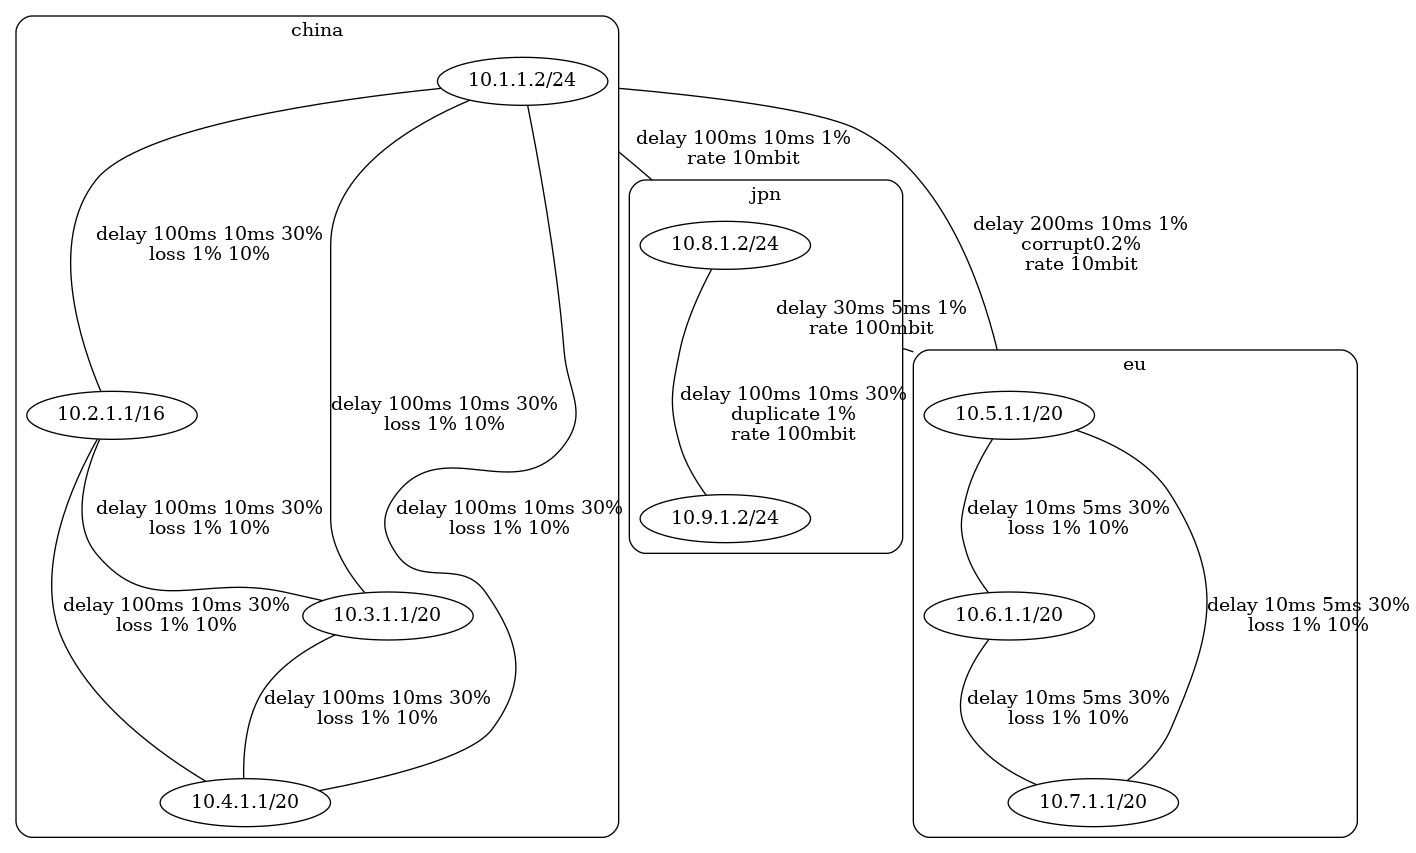 china
10.1.1.2/24
delay 100ms 10ms 1%
rate 10mbit
jpn
delay 100ms 10ms 30%
loss 1% 10%
10.8.1.2/24
delay 200ms 10ms 1%
corrupt0.2%
rate 10mbit
delay 30ms 5ms 1%
rate 100mbit
eu
10.2.1.1/16
delay 100ms 10ms 30%
loss 1% 10%
delay 100ms 10ms 30%
duplicate 1%
rate 100mbit
10.5.1.1/20
delay 100ms 10ms 30%
loss 1% 10%
delay 100ms 10ms 30%
loss 1% 10%
10.9.1.2/24
delay 10ms 5ms 30%
loss 1% 10%
delay 100ms 10ms 30%
loss 1% 10%
10.3.1.1/20
10.6.1.1/20
delay 10ms 5ms 30%
loss 1% 10%
delay 100ms 10ms 30%
loss 1% 10%
delay 10ms 5ms 30%
loss 1% 10%
10.4.1.1/20
10.7.1.1/20